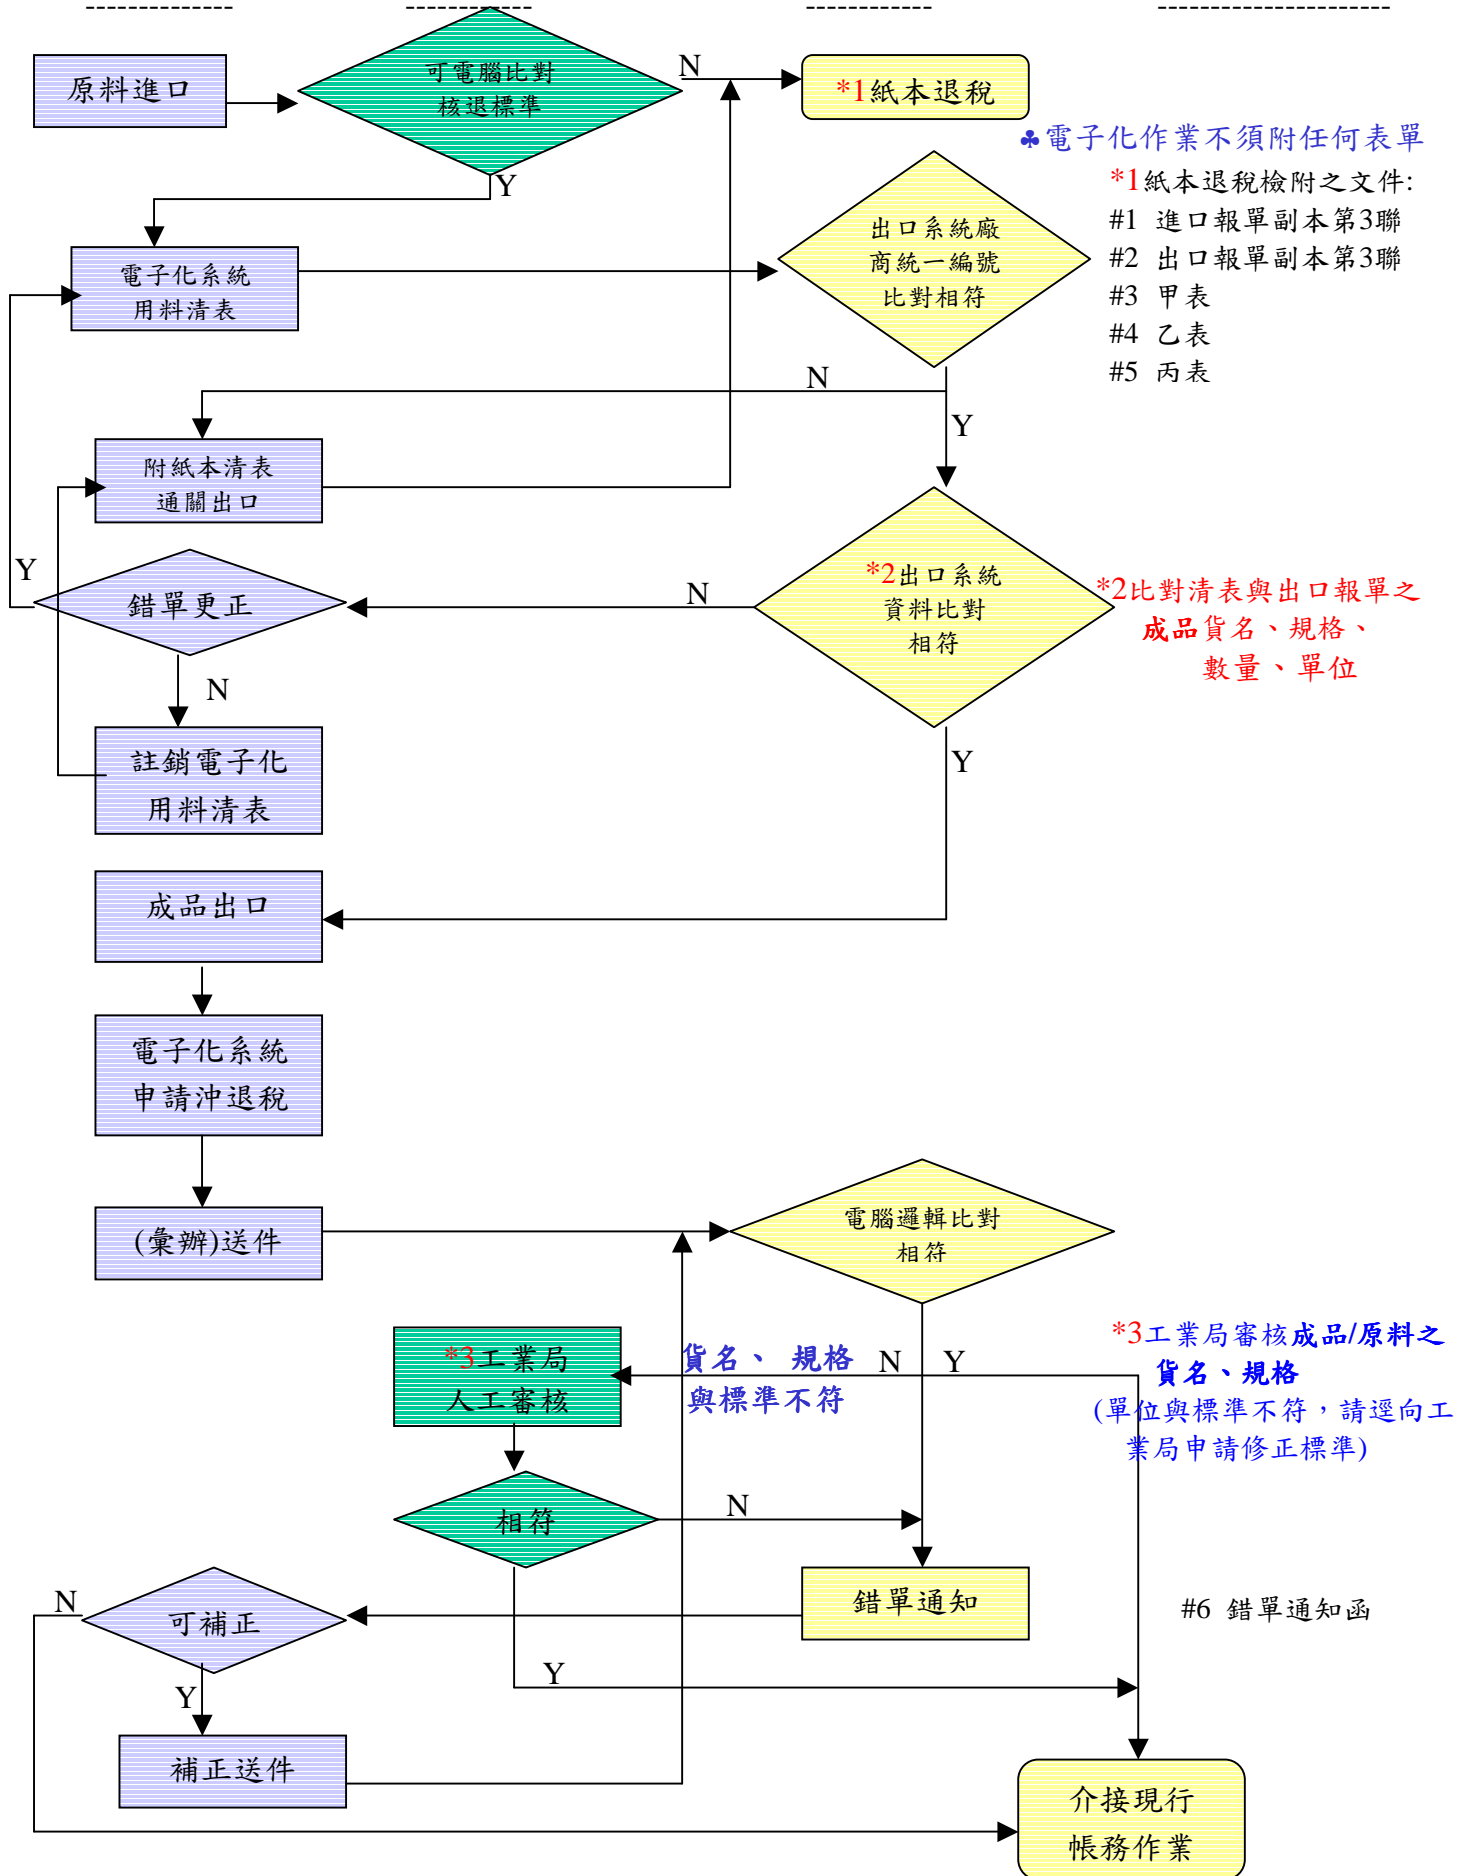 原料進口
可電腦比對
核退標準
N
*1紙本退稅
♣電子化作業不須附任何表單
*1紙本退稅檢附之文件:
#1 進口報單副本第3聯
#2 出口報單副本第3聯
#3 甲表
#4 乙表
#5 丙表
Y
電子化系統
用料清表
出口系統廠
商統一編號
比對相符
N
Y
附紙本清表
通關出口
Y
錯單更正
N
*2出口系統
資料比對
相符
*2比對清表與出口報單之
成品貨名、規格、
數量、單位
N
Y
註銷電子化
用料清表
成品出口
電子化系統
申請沖退稅
(彙辦)送件
電腦邏輯比對
相符
*3工業局
人工審核
貨名、 規格
與標準不符
N
Y
*3工業局審核成品/原料之
貨名、規格
(單位與標準不符，請逕向工
業局申請修正標準)
相符
N
錯單通知
#6 錯單通知函
N
可補正
Y
Y
補正送件
介接現行
帳務作業